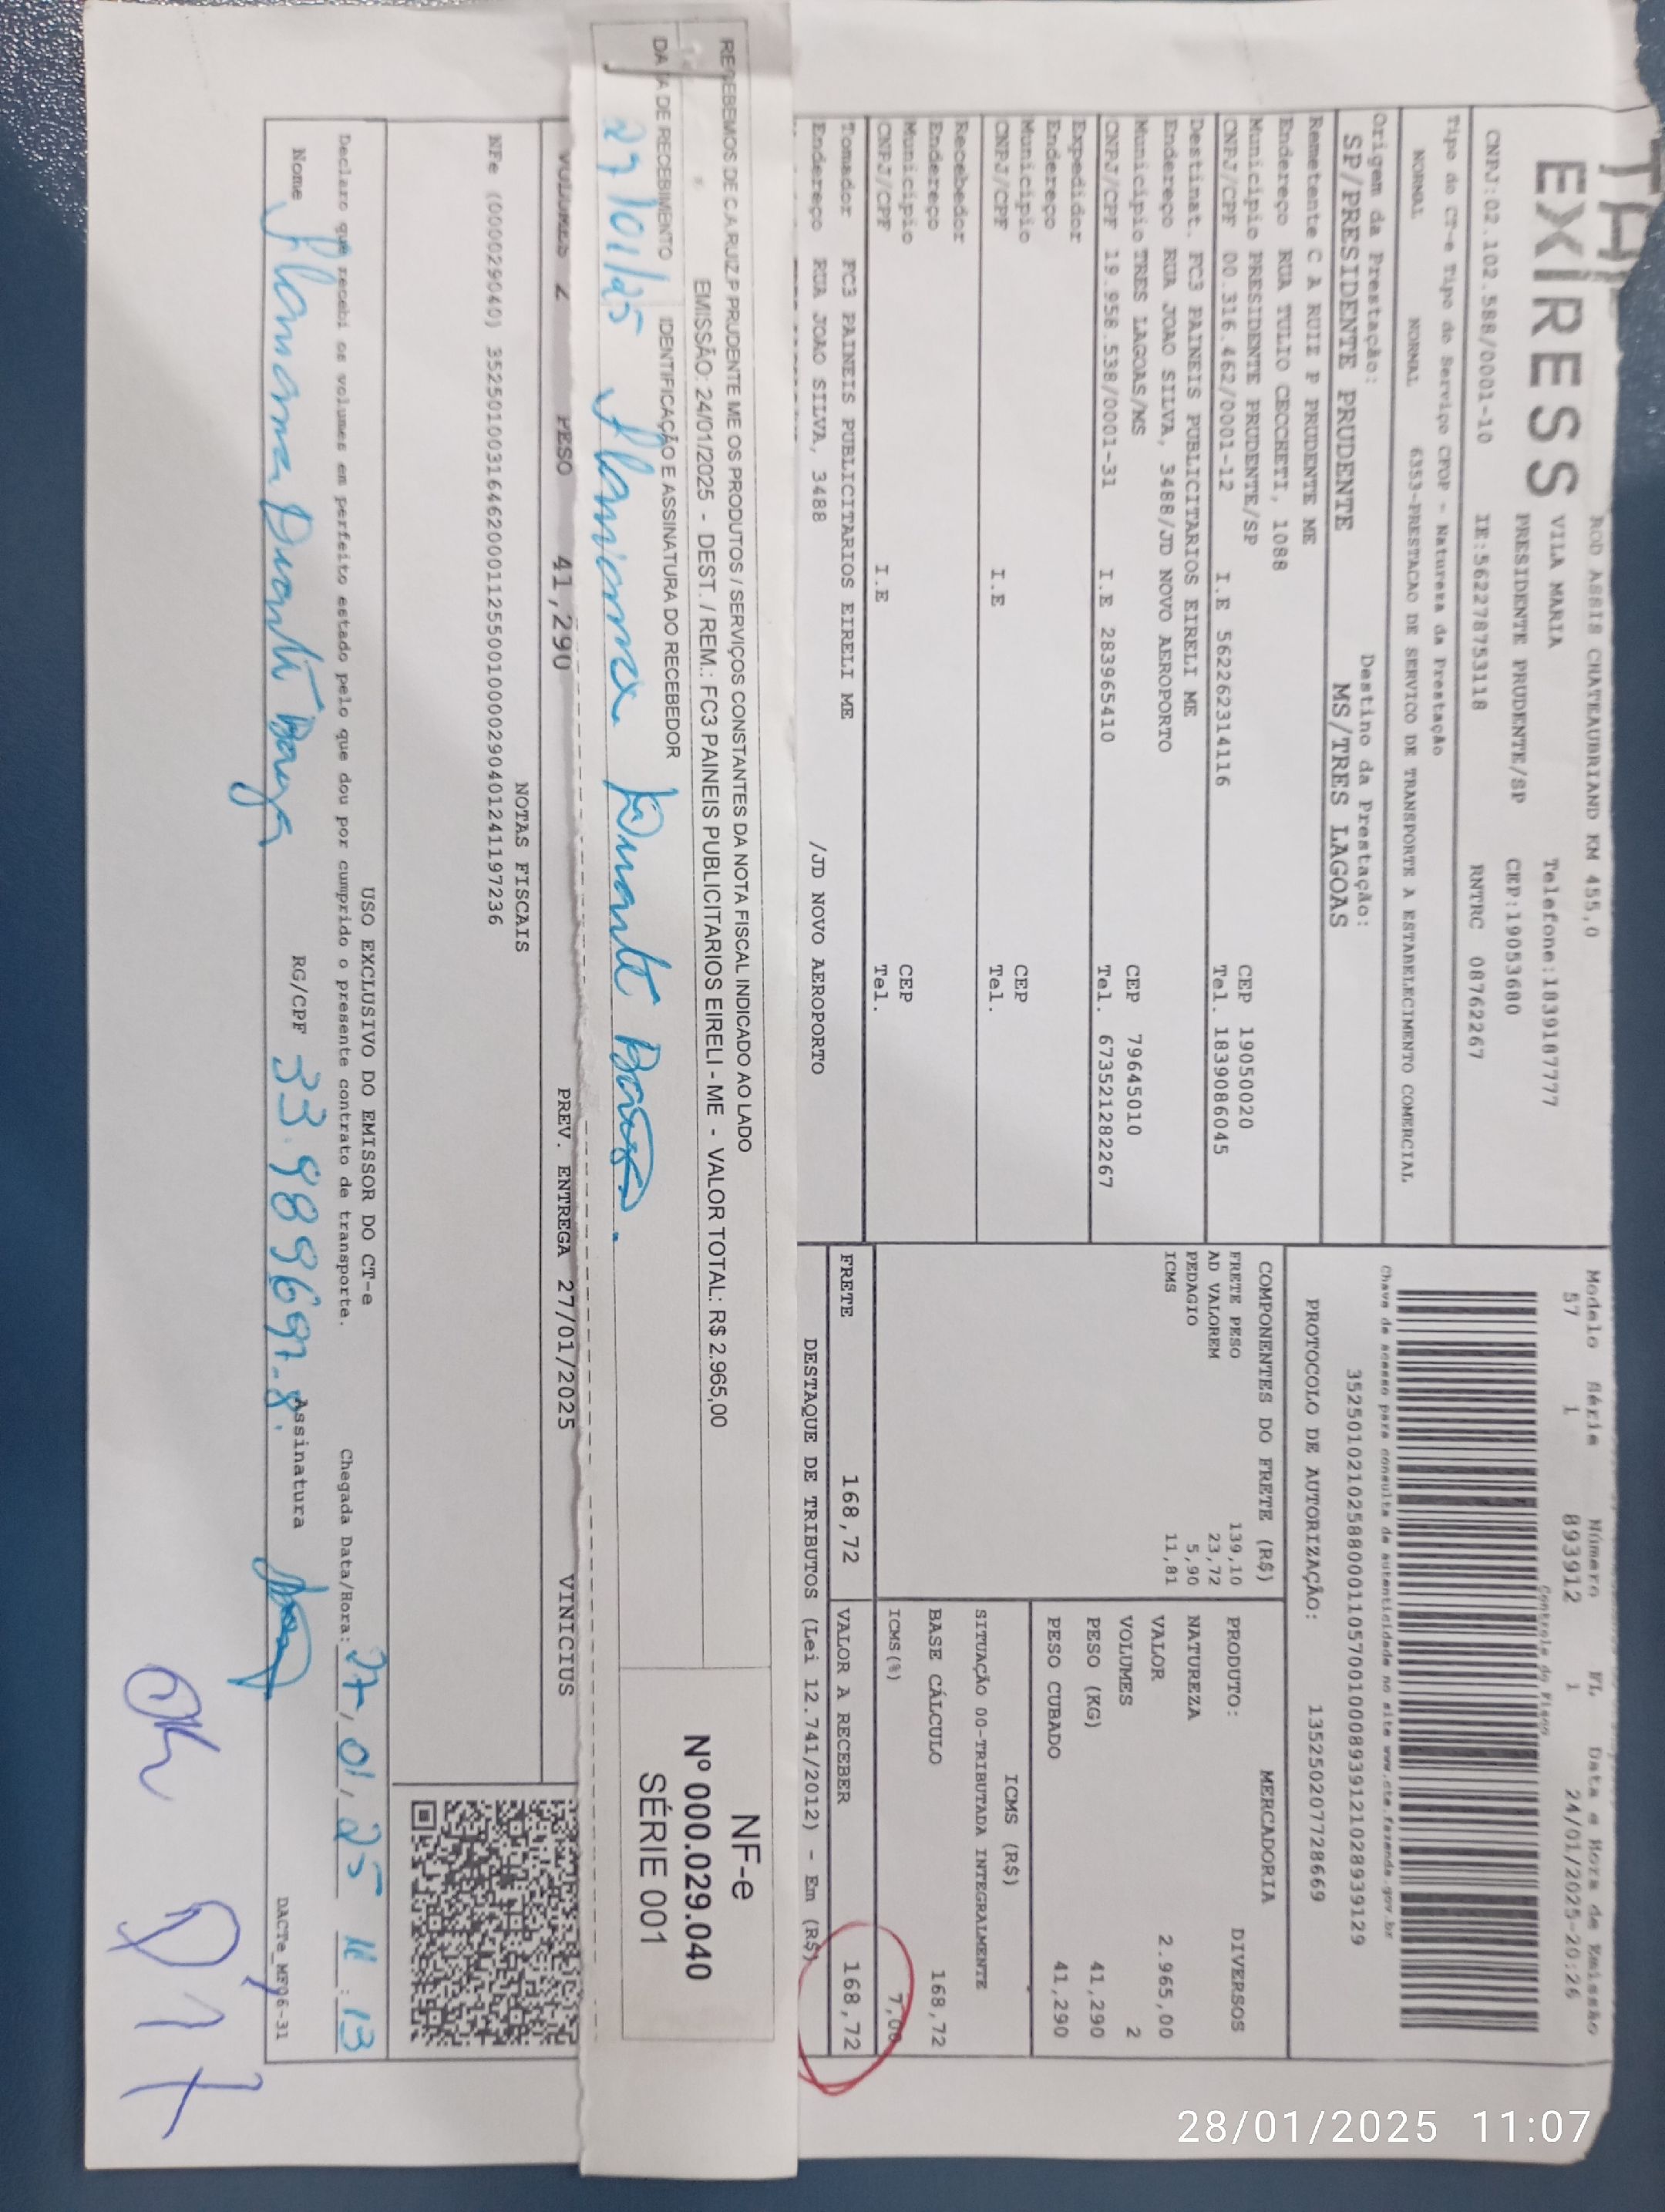 EXPRESS
ROD ASSIS CHATEAUBRIAND KM 455,0
VILA MARIA Telefone:1839187777
PRESIDENTE PRUDENTE/SP CEP:19053680
CNPJ:02.102.588/0001-10 IE:562278753118 RNTRC 08762267
Tipo do CT-e Tipo do Serviço CFOP - Natureza da Prestação
NORMAL NORMAL 6353-PRESTACAO DE SERVICO DE TRANSPORTE A ESTABELECIMENTO COMERCIAL
Origem da Prestação: Destino da Prestação:
SP/PRESIDENTE PRUDENTE MS/TRES LAGOAS
Remetente C A RUIZ P PRUDENTE ME
Endereço RUA TULIO CECCHETI, 1088
Município PRESIDENTE PRUDENTE/SP CEP 19050020
CNPJ/CPF 00.316.462/0001-12 I.E 562262314116 Tel. 1839086045
Destinat. FC3 PAINEIS PUBLICITARIOS EIRELI ME
Endereço RUA JOAO SILVA, 3488/JD NOVO AEROPORTO
Município TRES LAGOAS/MS CEP 79645010
CNPJ/CPF 19.958.538/0001-31 I.E 283965410 Tel. 673521282267
Expedidor
Endereço
Município CEP
CNPJ/CPF I.E Tel.
Recebedor
Endereço
Município CEP
CNPJ/CPF I.E Tel.
Tomador FC3 PAINEIS PUBLICITARIOS EIRELI ME
Endereço RUA JOAO SILVA, 3488 /JD NOVO AEROPORTO
Modelo Série Número FL Data e Hora de Emissão
57 1 893912 1 24/01/2025-20:26
Controle do Fisco
Chave de acesso para consulta de autenticidade no site www.cte.fazenda.gov.br
35250102102588000110570010008939121028939129
PROTOCOLO DE AUTORIZAÇÃO: 135250207728669
COMPONENTES DO FRETE (R$)
FRETE PESO 139,10
AD VALOREM 23,72
PEDAGIO 5,90
ICMS 11,81
MERCADORIA
PRODUTO: DIVERSOS
NATUREZA
VALOR 2.965,00
VOLUMES 2
PESO (KG) 41,290
PESO CUBADO 41,290
ICMS (R$)
SITUAÇÃO 00-TRIBUTADA INTEGRALMENTE
BASE CÁLCULO 168,72
ICMS(%) 7,00
FRETE 168,72 VALOR A RECEBER 168,72
DESTAQUE DE TRIBUTOS (Lei 12.741/2012) - Em (R$)
RECEBEMOS DE C.A.RUIZ.P PRUDENTE ME OS PRODUTOS / SERVIÇOS CONSTANTES DA NOTA FISCAL INDICADO AO LADO
EMISSÃO: 24/01/2025 - DEST. / REM.: FC3 PAINEIS PUBLICITARIOS EIRELI - ME - VALOR TOTAL: R$ 2.965,00
DATA DE RECEBIMENTO IDENTIFICAÇÃO E ASSINATURA DO RECEBEDOR
27/01/25
NF-e
Nº 000.029.040
SÉRIE 001
VOLUMES 2 PESO 41,290 PREV. ENTREGA 27/01/2025 VINICIUS
NOTAS FISCAIS
NFe (000029040) 35250100316462000112550010000290401241197236
USO EXCLUSIVO DO EMISSOR DO CT-e
Declaro que recebi os volumes em perfeito estado pelo que dou por cumprido o presente contrato de transporte. Chegada Data/Hora: 27,01,25 11:13
Nome RG/CPF 33.989.697-8. Assinatura
DACTe_MF06-31
Ok
28/01/2025 11:07